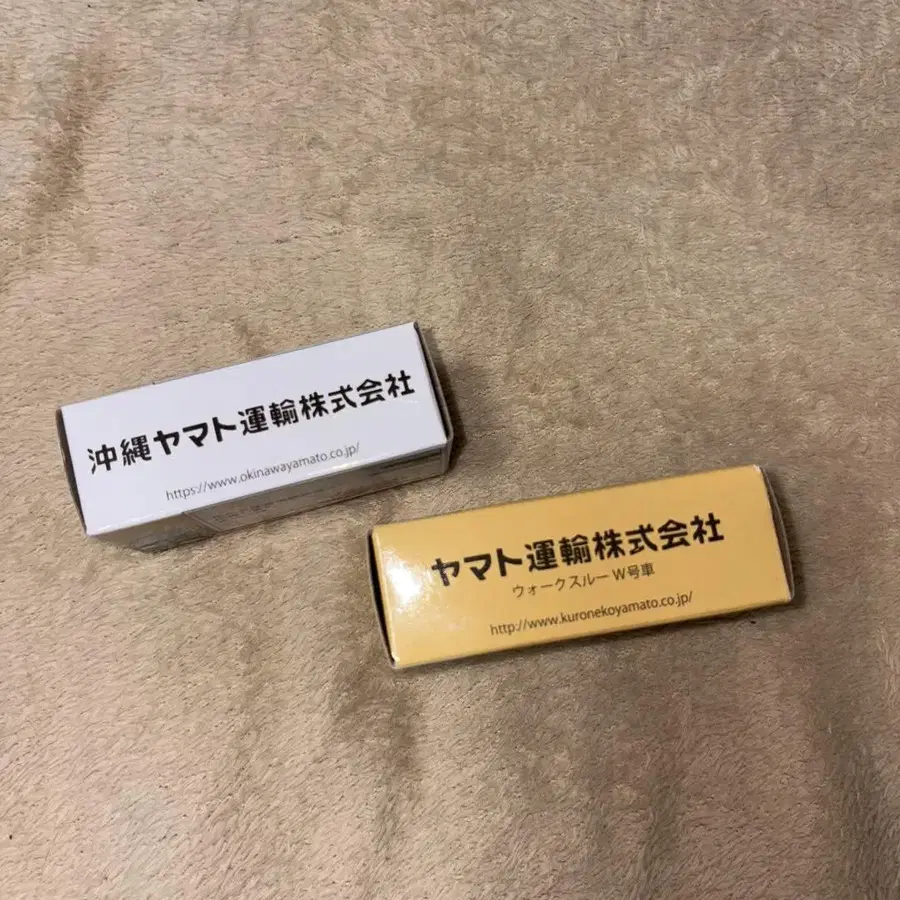 沖縄ヤマト運輸株式会社
https://www.okinawayamato.co.jp/
ヤマト運輸株式会社
ウォークスルーW号車
http://www.kuronekoyamato.co.jp/